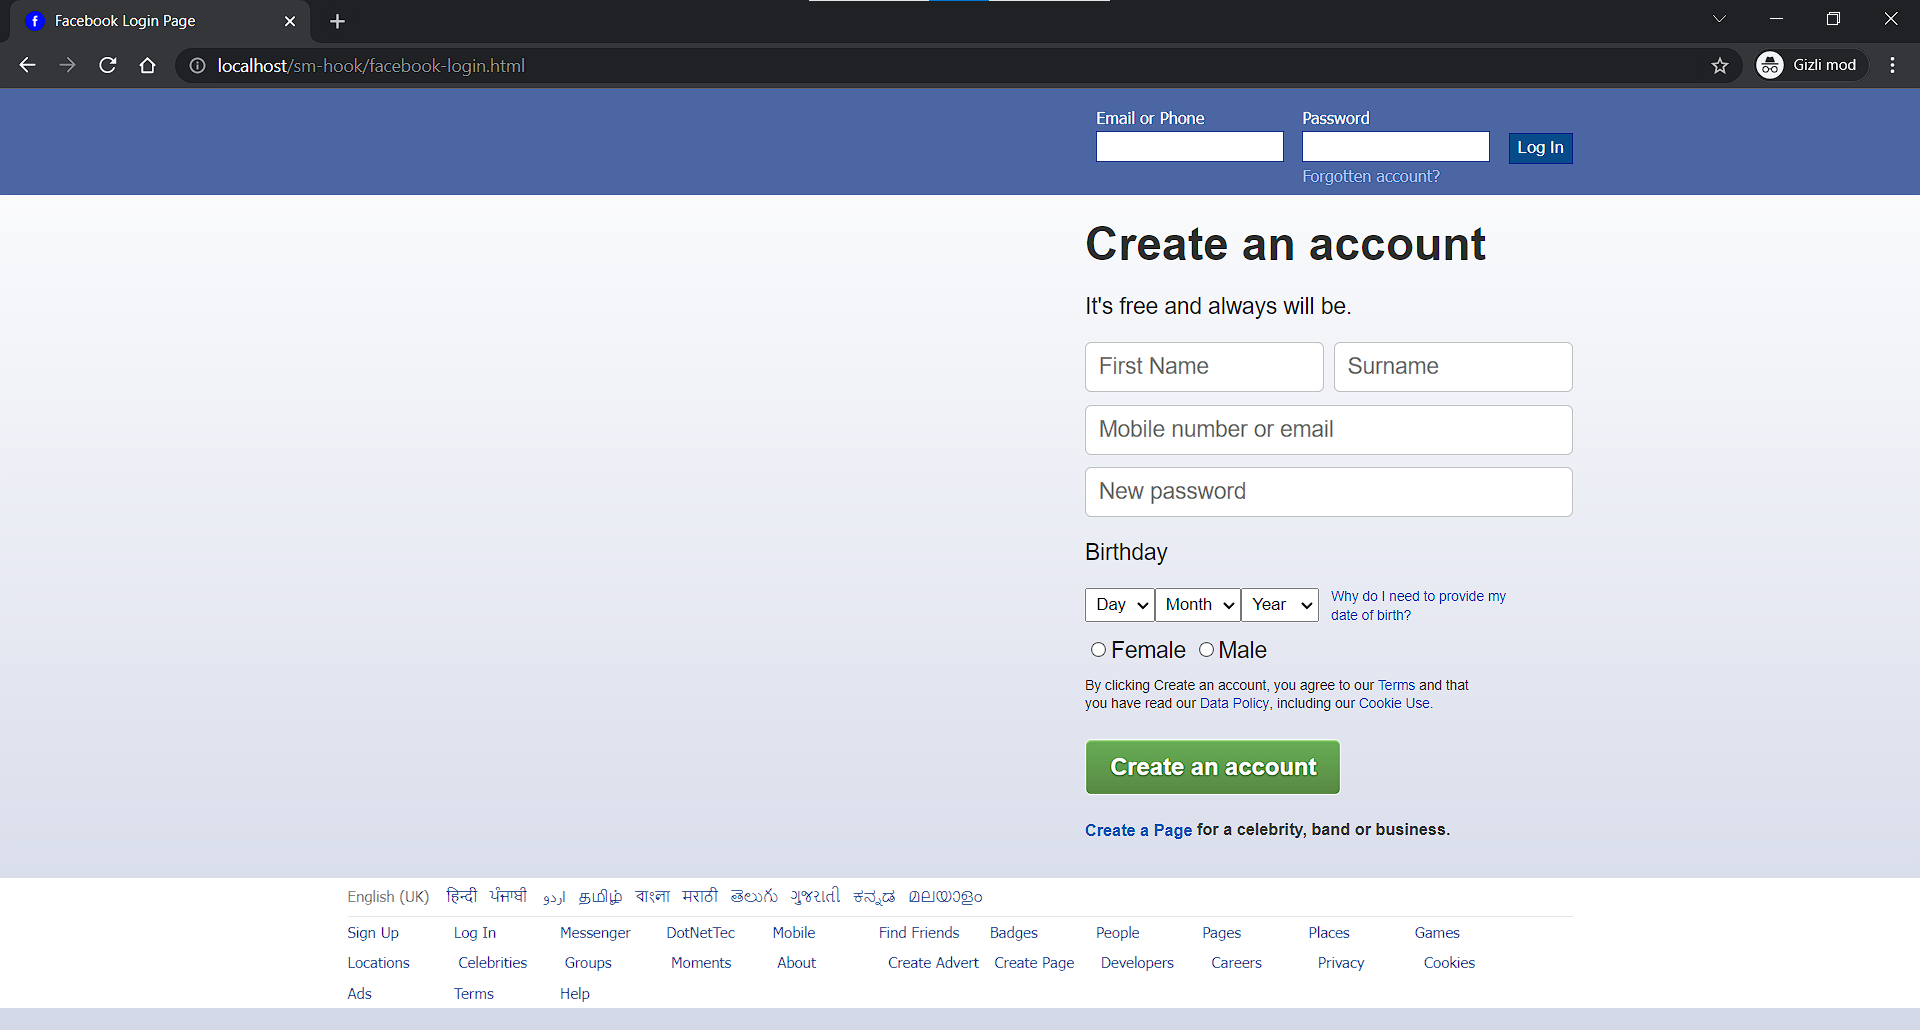 Facebook Login Page
localhost/sm-hook/facebook-login.html
Gizli mod
Email or Phone
Password
Log In
Forgotten account?
Create an account
It's free and always will be.
First Name
Surname
Mobile number or email
New password
Birthday
Day Month Year
Why do I need to provide my
date of birth?
Female Male
By clicking Create an account, you agree to our Terms and that
you have read our Data Policy, including our Cookie Use.
Create an account
Create a Page for a celebrity, band or business.
English (UK) हिन्दी ਪੰਜਾਬੀ اردو தமிழ் বাংলা मराठी తెలుగు ગુજરાતી ಕನ್ನಡ മലയാളം
Sign Up Log In Messenger DotNetTec Mobile Find Friends Badges People Pages Places Games
Locations Celebrities Groups Moments About Create Advert Create Page Developers Careers Privacy Cookies
Ads Terms Help